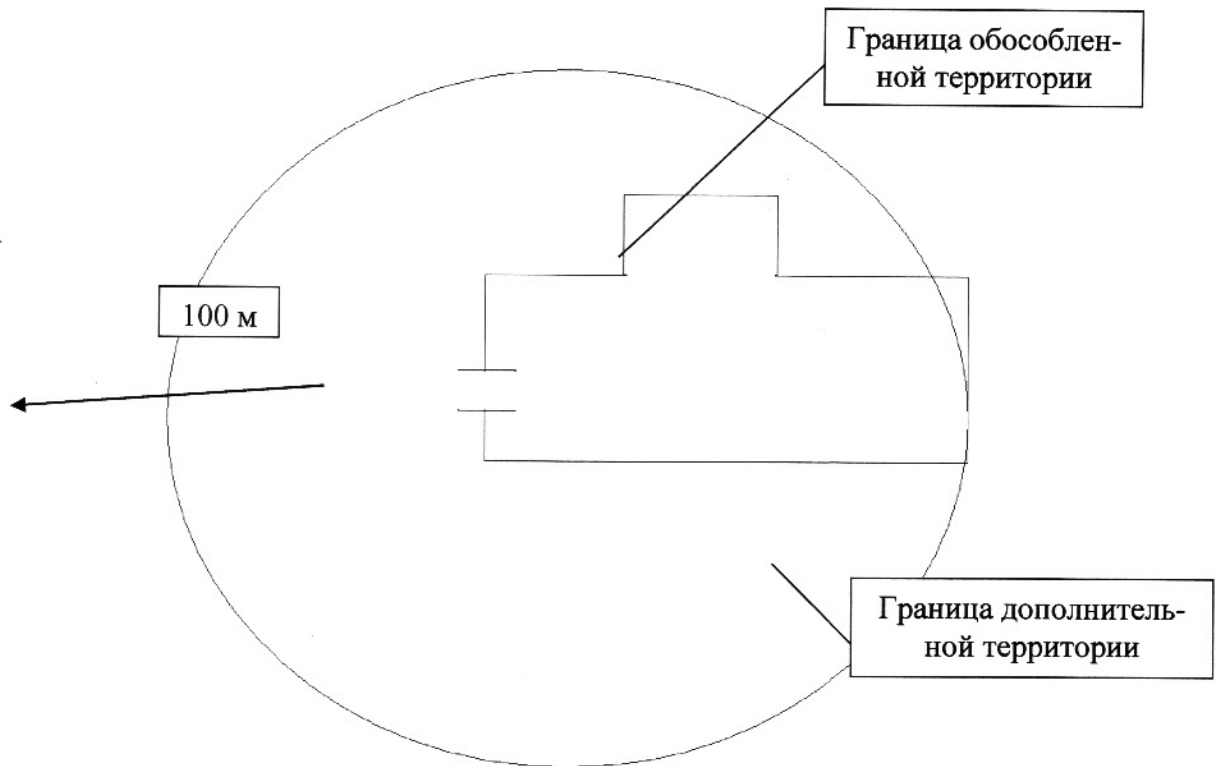 Граница обособлен-
ной территории
100 м
Граница дополнитель-
ной территории